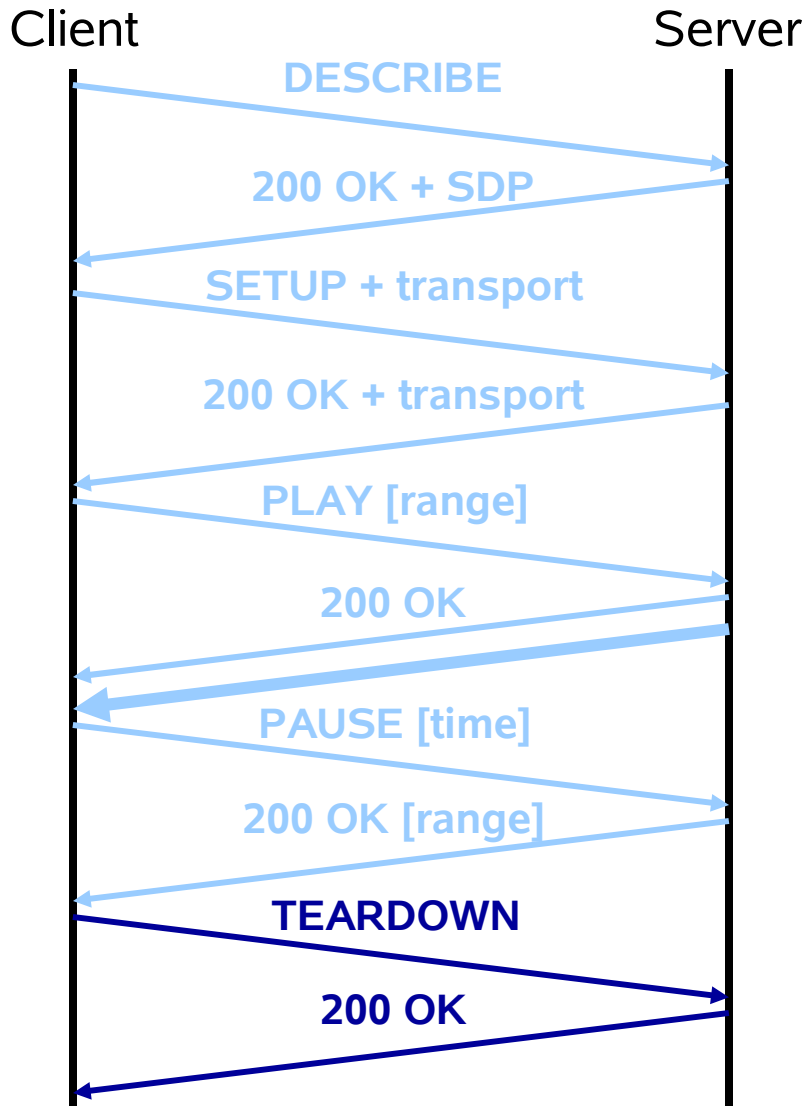 Client
Server
DESCRIBE
200 OK + SDP
SETUP + transport
200 OK + transport
PLAY [range]
200 OK
PAUSE [time]
200 OK [range]
TEARDOWN
200 OK